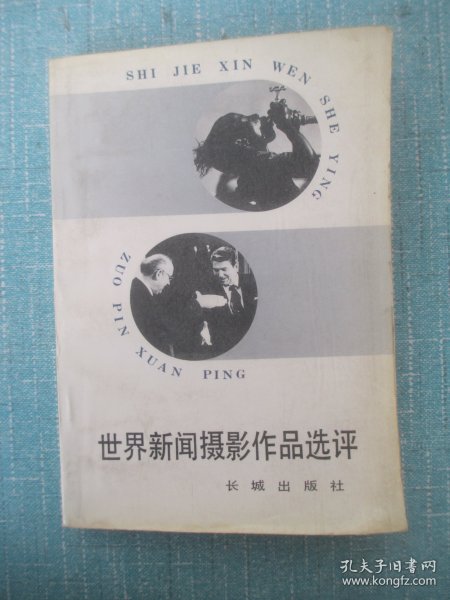 SHI JIE XIN WEN SHE YING
ZUO PIN XUAN PING
世界新闻摄影作品选评
长城出版社
孔夫子旧书网
www.kongfz.com